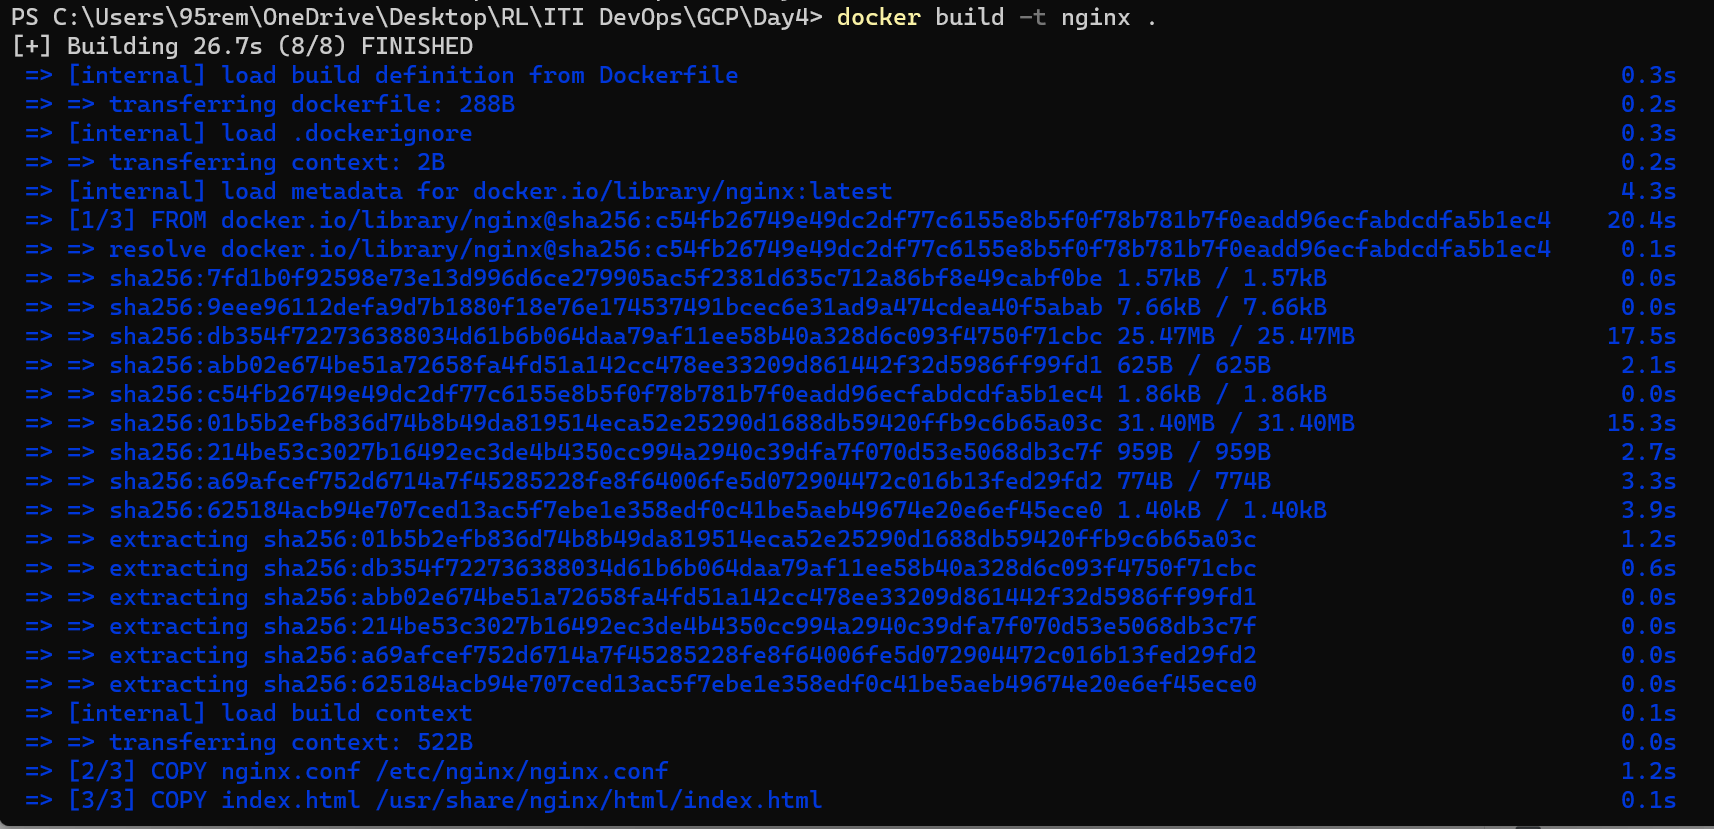 PS C:\Users\95rem\OneDrive\Desktop\RL\ITI DevOps\GCP\Day4> docker build -t nginx .
[+] Building 26.7s (8/8) FINISHED
=> [internal] load build definition from Dockerfile 0.3s
=> => transferring dockerfile: 288B 0.2s
=> [internal] load .dockerignore 0.3s
=> => transferring context: 2B 0.2s
=> [internal] load metadata for docker.io/library/nginx:latest 4.3s
=> [1/3] FROM docker.io/library/nginx@sha256:c54fb26749e49dc2df77c6155e8b5f0f78b781b7f0eadd96ecfabdcdfa5b1ec4 20.4s
=> => resolve docker.io/library/nginx@sha256:c54fb26749e49dc2df77c6155e8b5f0f78b781b7f0eadd96ecfabdcdfa5b1ec4 0.1s
=> => sha256:7fd1b0f92598e73e13d996d6ce279905ac5f2381d635c712a86bf8e49cabf0be 1.57kB / 1.57kB 0.0s
=> => sha256:9eee96112defa9d7b1880f18e76e174537491bcec6e31ad9a474cdea40f5abab 7.66kB / 7.66kB 0.0s
=> => sha256:db354f722736388034d61b6b064daa79af11ee58b40a328d6c093f4750f71cbc 25.47MB / 25.47MB 17.5s
=> => sha256:abb02e674be51a72658fa4fd51a142cc478ee33209d861442f32d5986ff99fd1 625B / 625B 2.1s
=> => sha256:c54fb26749e49dc2df77c6155e8b5f0f78b781b7f0eadd96ecfabdcdfa5b1ec4 1.86kB / 1.86kB 0.0s
=> => sha256:01b5b2efb836d74b8b49da819514eca52e25290d1688db59420ffb9c6b65a03c 31.40MB / 31.40MB 15.3s
=> => sha256:214be53c3027b16492ec3de4b4350cc994a2940c39dfa7f070d53e5068db3c7f 959B / 959B 2.7s
=> => sha256:a69afcef752d6714a7f45285228fe8f64006fe5d072904472c016b13fed29fd2 774B / 774B 3.3s
=> => sha256:625184acb94e707ced13ac5f7ebe1e358edf0c41be5aeb49674e20e6ef45ece0 1.40kB / 1.40kB 3.9s
=> => extracting sha256:01b5b2efb836d74b8b49da819514eca52e25290d1688db59420ffb9c6b65a03c 1.2s
=> => extracting sha256:db354f722736388034d61b6b064daa79af11ee58b40a328d6c093f4750f71cbc 0.6s
=> => extracting sha256:abb02e674be51a72658fa4fd51a142cc478ee33209d861442f32d5986ff99fd1 0.0s
=> => extracting sha256:214be53c3027b16492ec3de4b4350cc994a2940c39dfa7f070d53e5068db3c7f 0.0s
=> => extracting sha256:a69afcef752d6714a7f45285228fe8f64006fe5d072904472c016b13fed29fd2 0.0s
=> => extracting sha256:625184acb94e707ced13ac5f7ebe1e358edf0c41be5aeb49674e20e6ef45ece0 0.0s
=> [internal] load build context 0.1s
=> => transferring context: 522B 0.0s
=> [2/3] COPY nginx.conf /etc/nginx/nginx.conf 1.2s
=> [3/3] COPY index.html /usr/share/nginx/html/index.html 0.1s